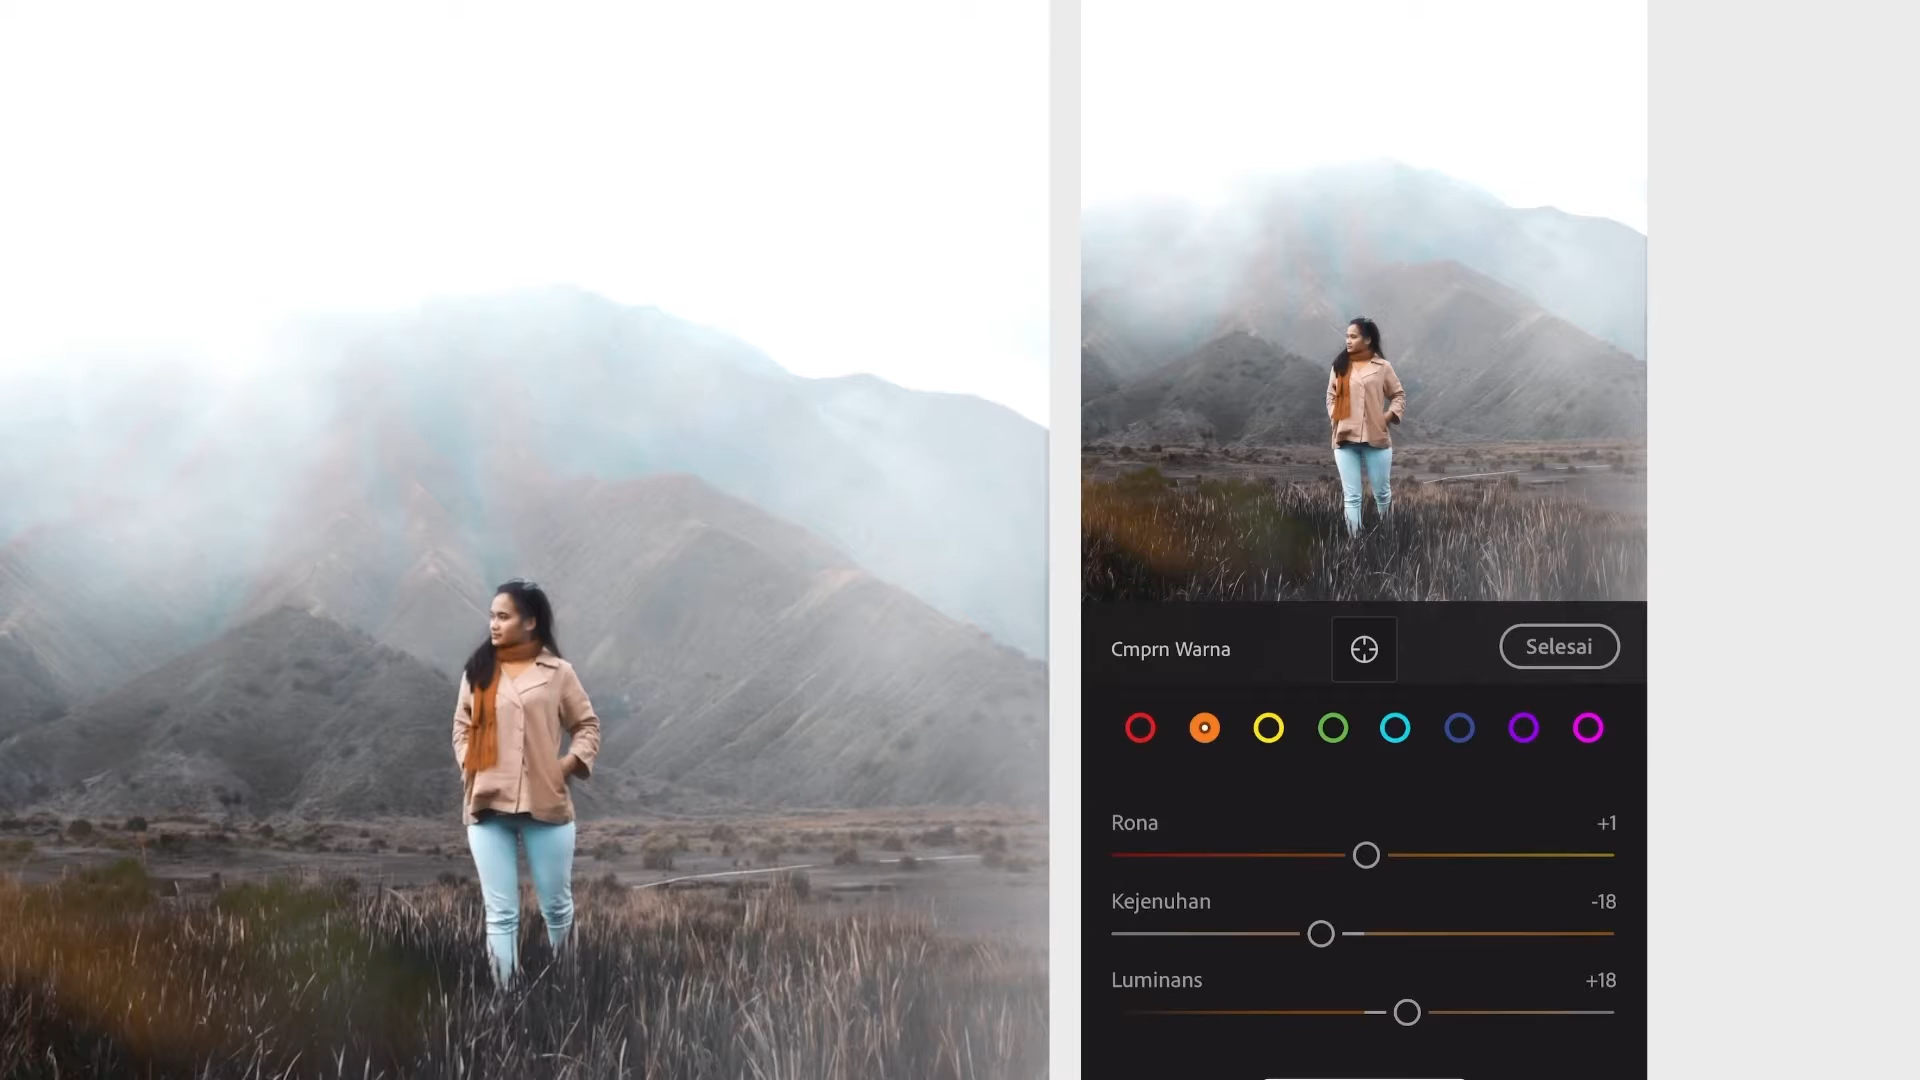 Cmprn Warna
Selesai
Rona +1
Kejenuhan -18
Luminans +18